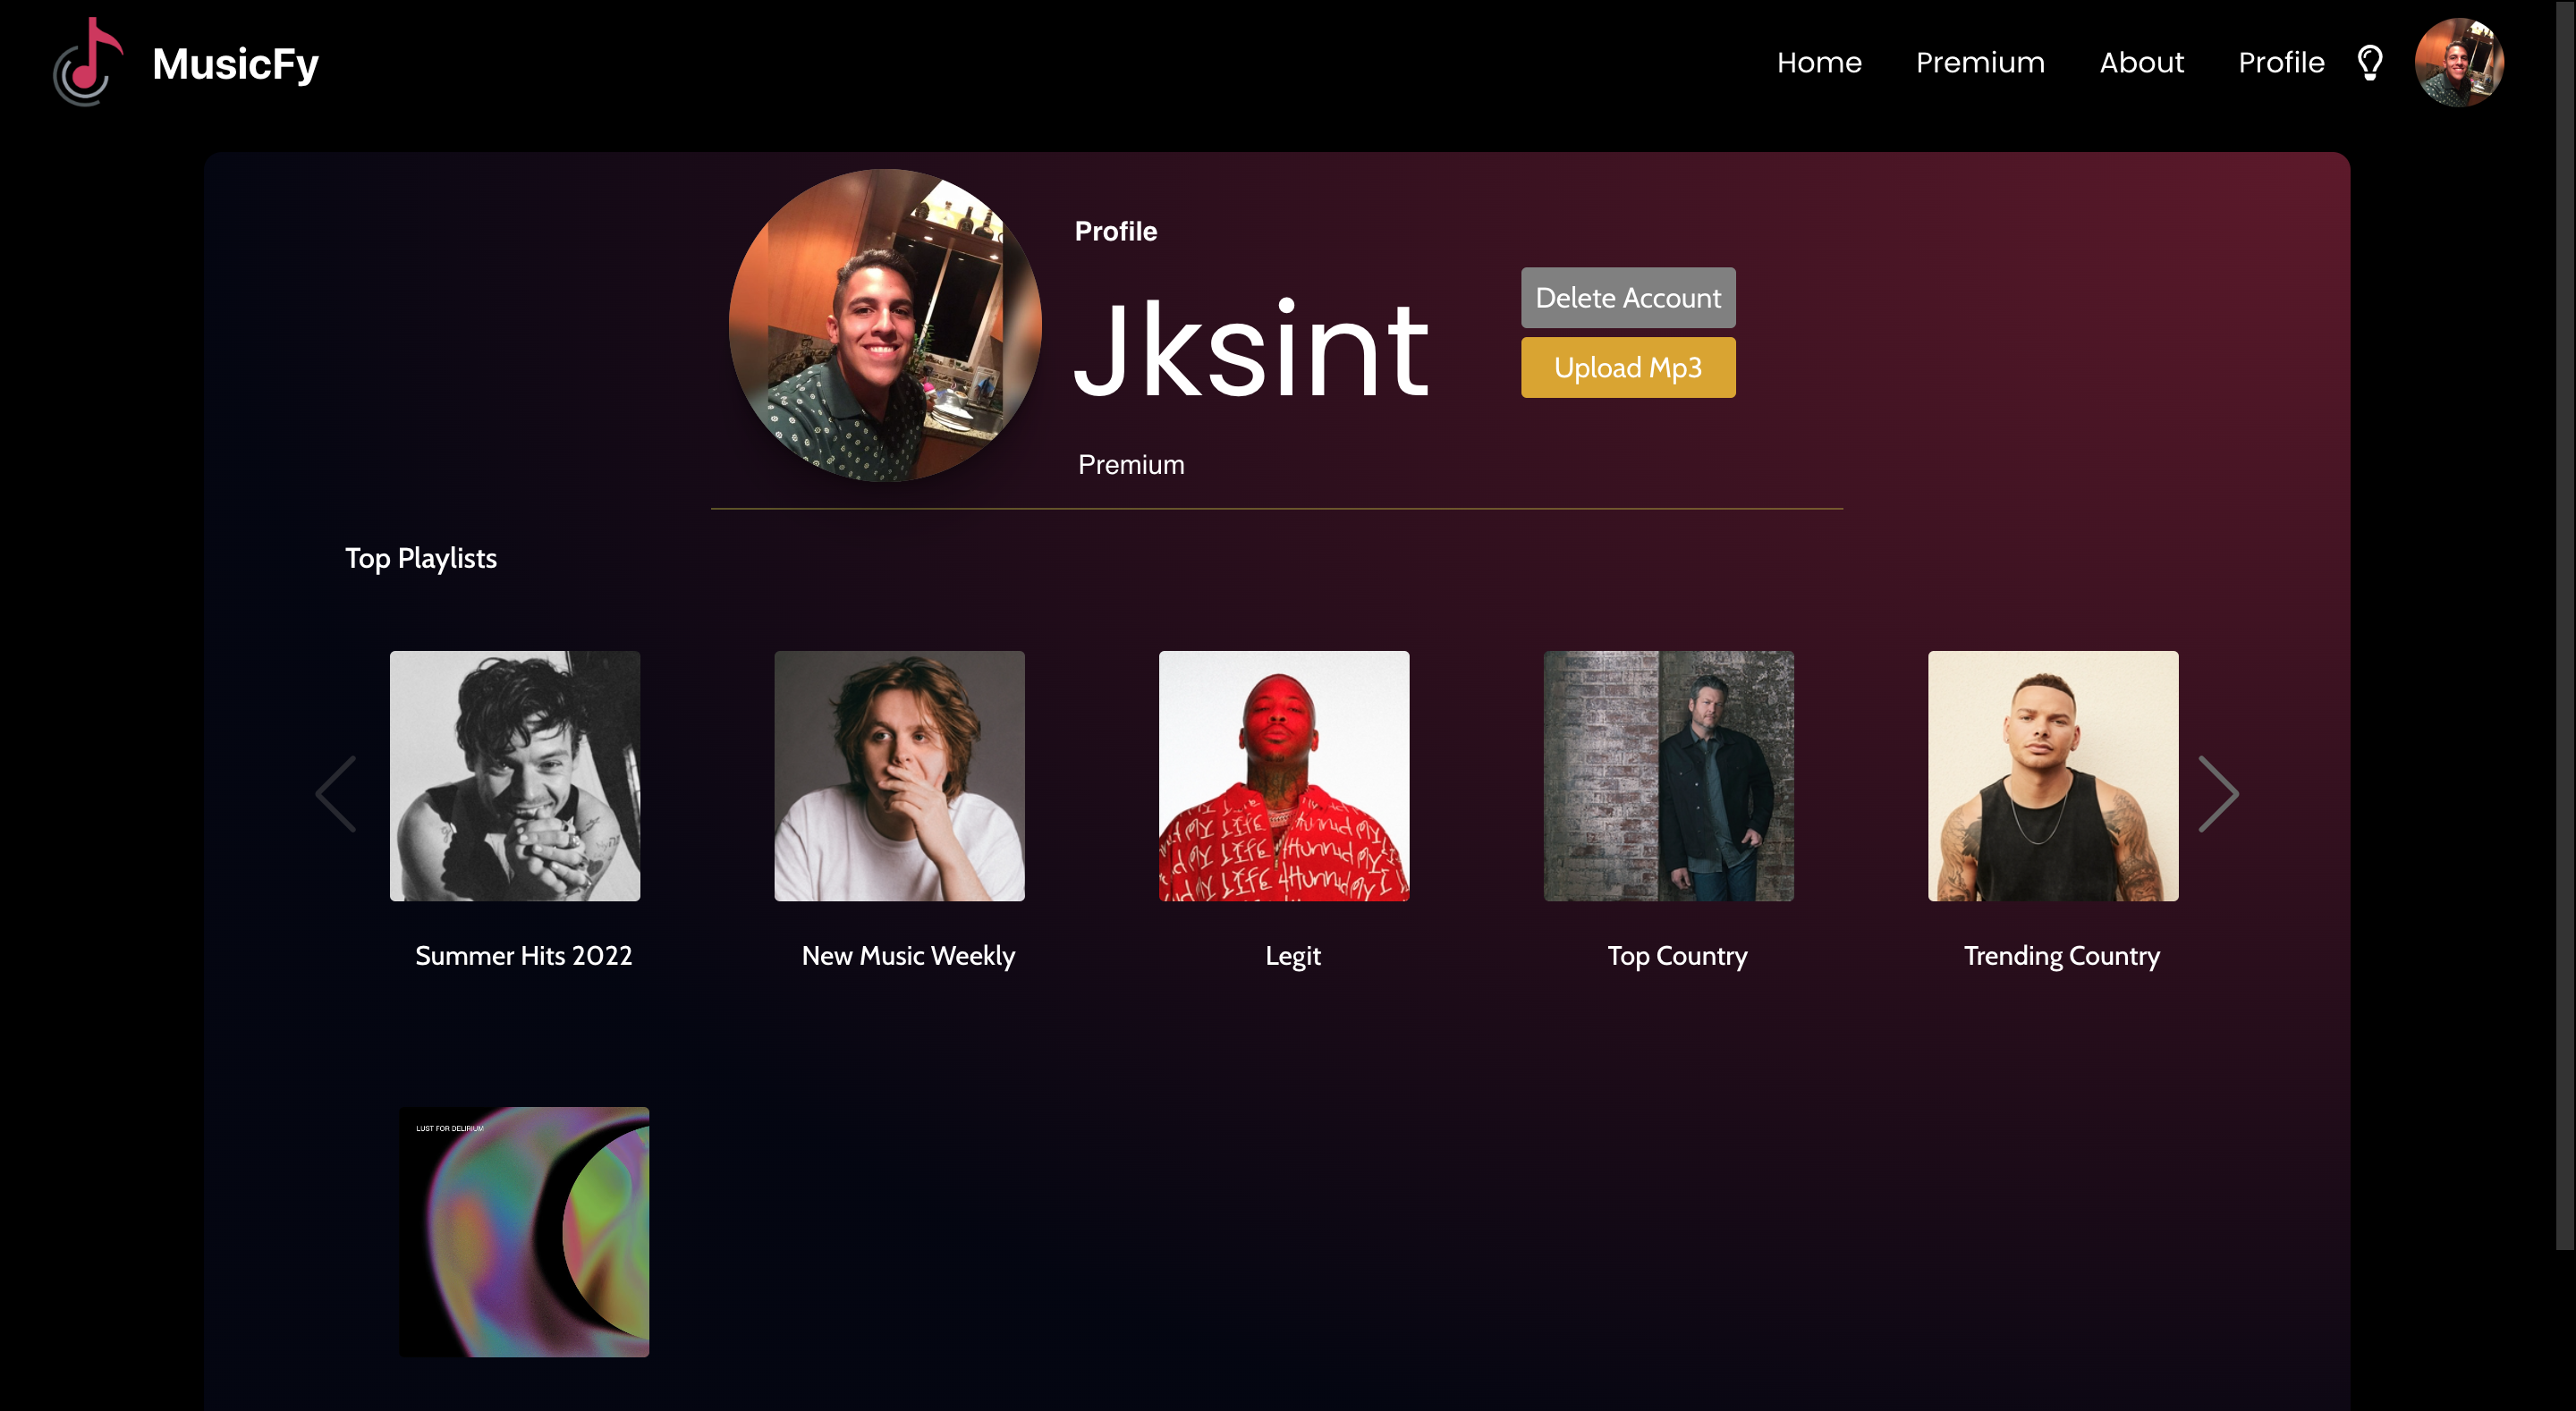 MusicFy
Home Premium About Profile
Profile
Jksint
Delete Account
Upload Mp3
Premium
Top Playlists
Summer Hits 2022
New Music Weekly
Legit
Top Country
Trending Country
LUST FOR DELIRIUM